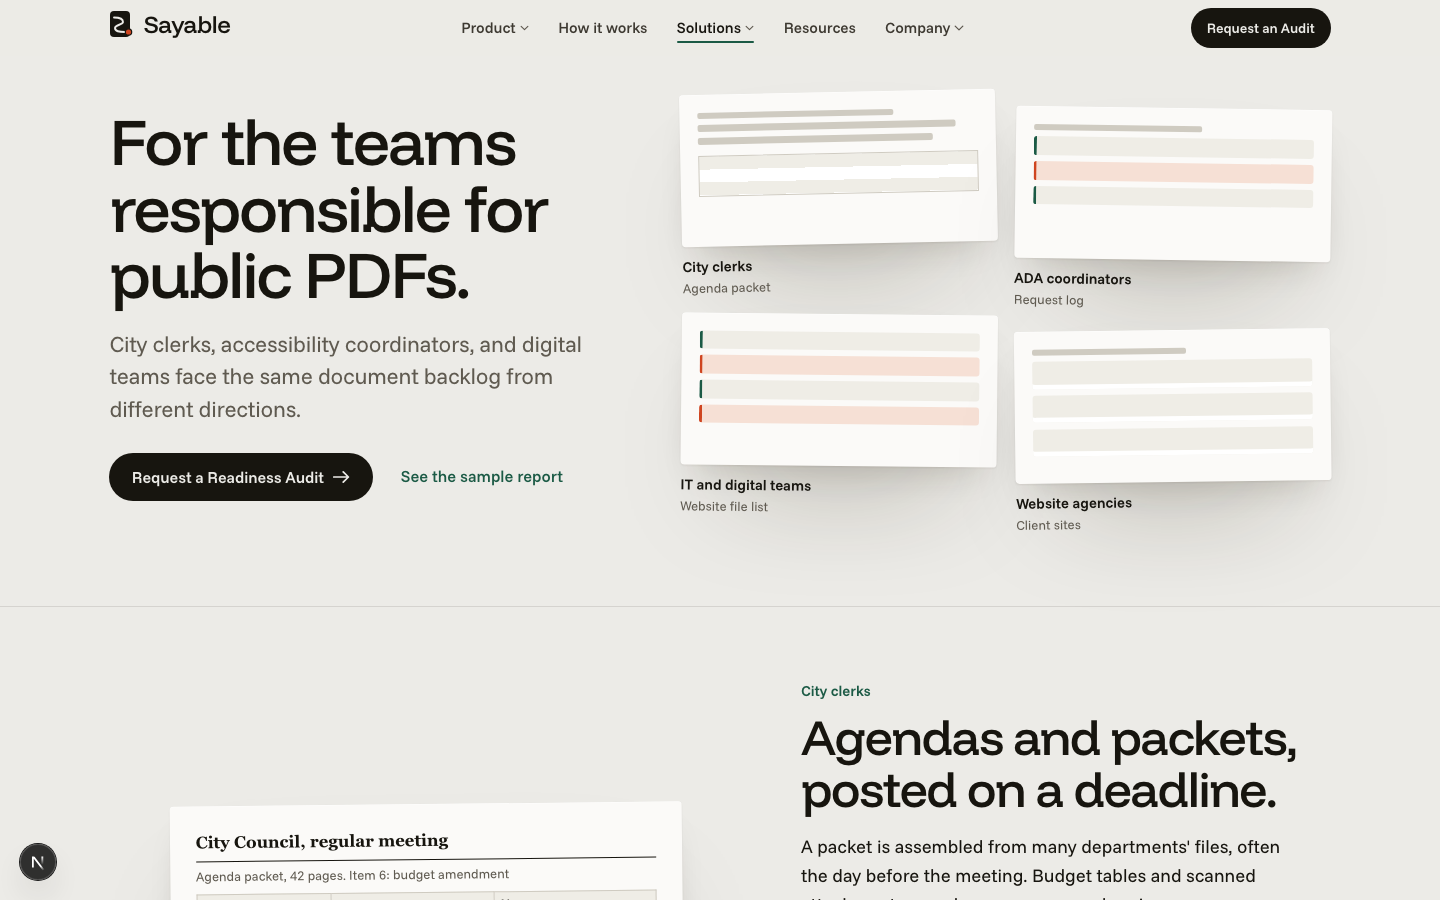 Sayable
Product
How it works
Solutions
Resources
Company
Request an Audit
For the teams
responsible for
public PDFs.
City clerks, accessibility coordinators, and digital
teams face the same document backlog from
different directions.
Request a Readiness Audit
See the sample report
City clerks
Agenda packet
ADA coordinators
Request log
IT and digital teams
Website file list
Website agencies
Client sites
City clerks
Agendas and packets,
posted on a deadline.
A packet is assembled from many departments' files, often
the day before the meeting. Budget tables and scanned
City Council, regular meeting
Agenda packet, 42 pages. Item 6: budget amendment
N